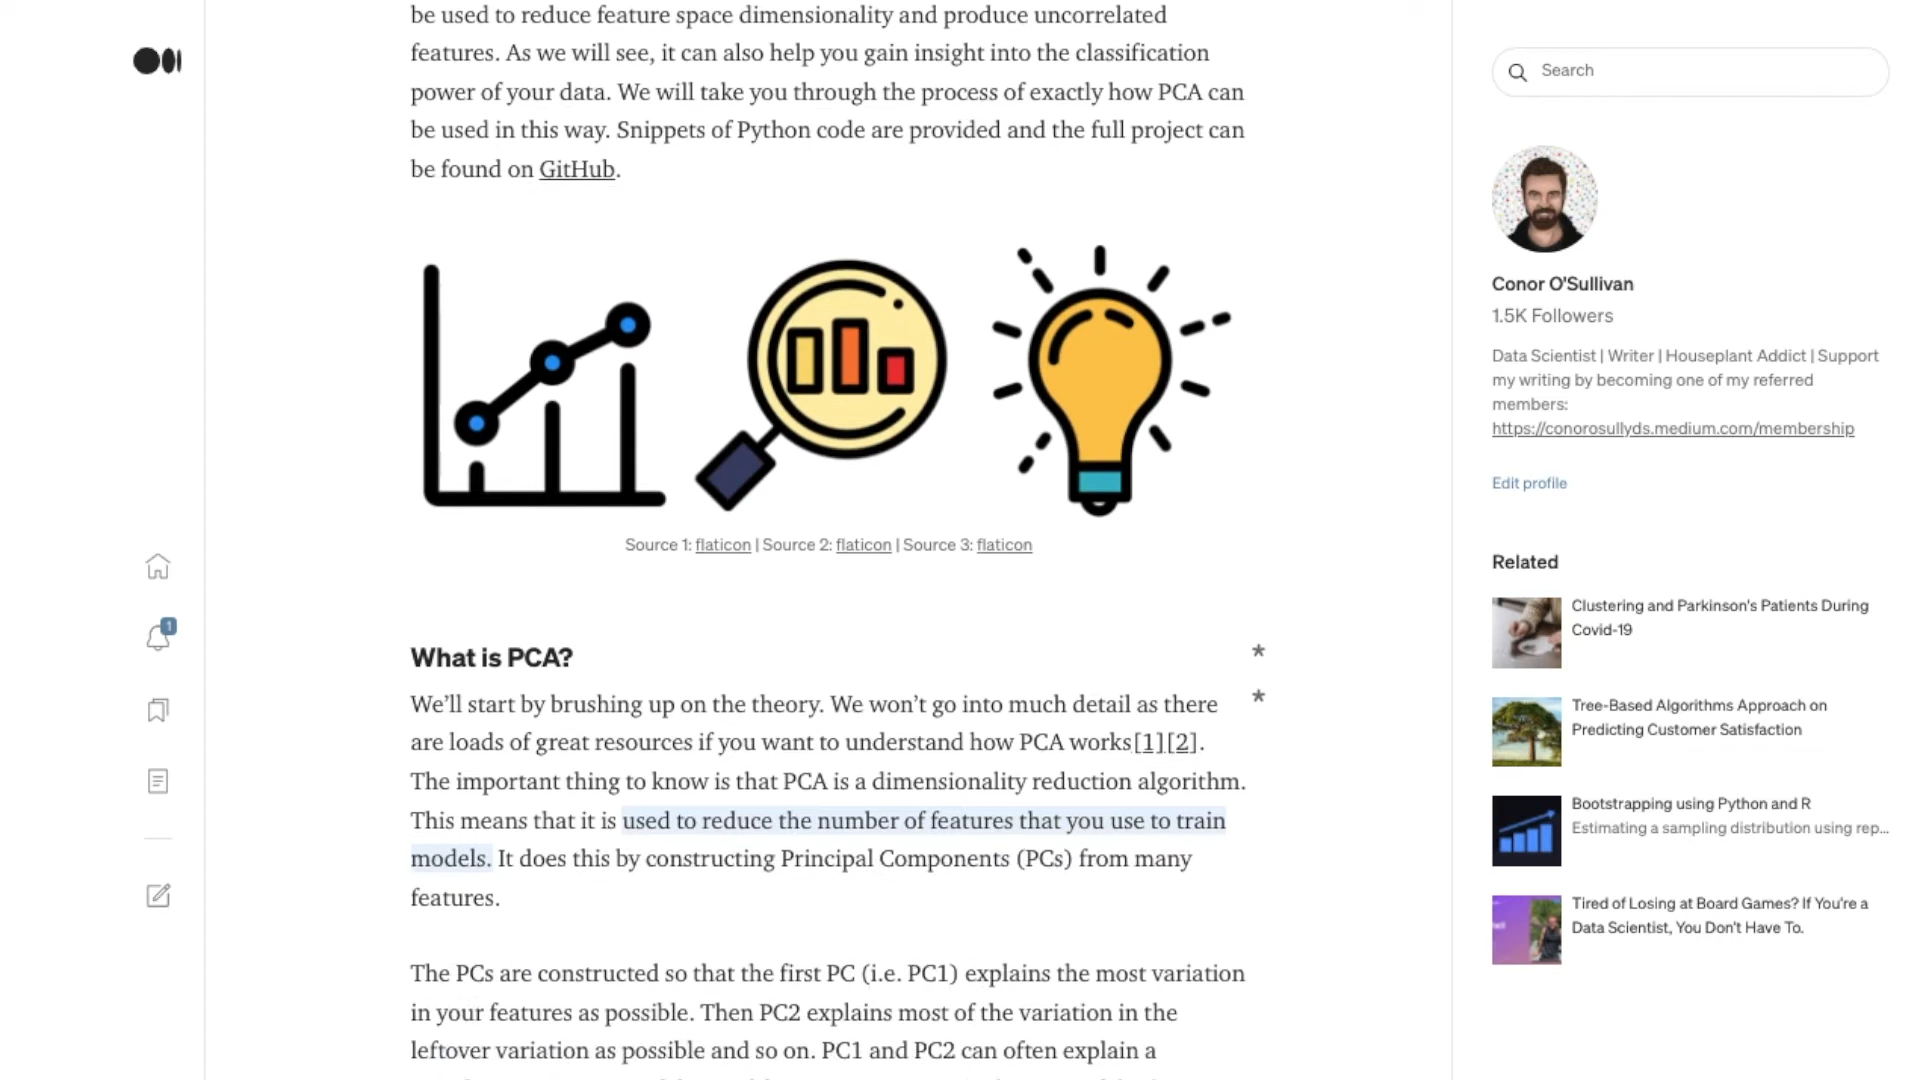 be used to reduce feature space dimensionality and produce uncorrelated
features. As we will see, it can also help you gain insight into the classification
power of your data. We will take you through the process of exactly how PCA can
be used in this way. Snippets of Python code are provided and the full project can
be found on GitHub.
Source 1: flaticon | Source 2: flaticon | Source 3: flaticon
What is PCA?
*
We’ll start by brushing up on the theory. We won’t go into much detail as there
*
are loads of great resources if you want to understand how PCA works[1][2].
The important thing to know is that PCA is a dimensionality reduction algorithm.
This means that it is used to reduce the number of features that you use to train
models. It does this by constructing Principal Components (PCs) from many
features.
The PCs are constructed so that the first PC (i.e. PC1) explains the most variation
in your features as possible. Then PC2 explains most of the variation in the
leftover variation as possible and so on. PC1 and PC2 can often explain a
1
Search
Conor O'Sullivan
1.5K Followers
Data Scientist | Writer | Houseplant Addict | Support
my writing by becoming one of my referred
members:
https://conorosullyds.medium.com/membership
Edit profile
Related
Clustering and Parkinson's Patients During
Covid-19
Tree-Based Algorithms Approach on
Predicting Customer Satisfaction
Bootstrapping using Python and R
Estimating a sampling distribution using rep...
Tired of Losing at Board Games? If You're a
Data Scientist, You Don't Have To.